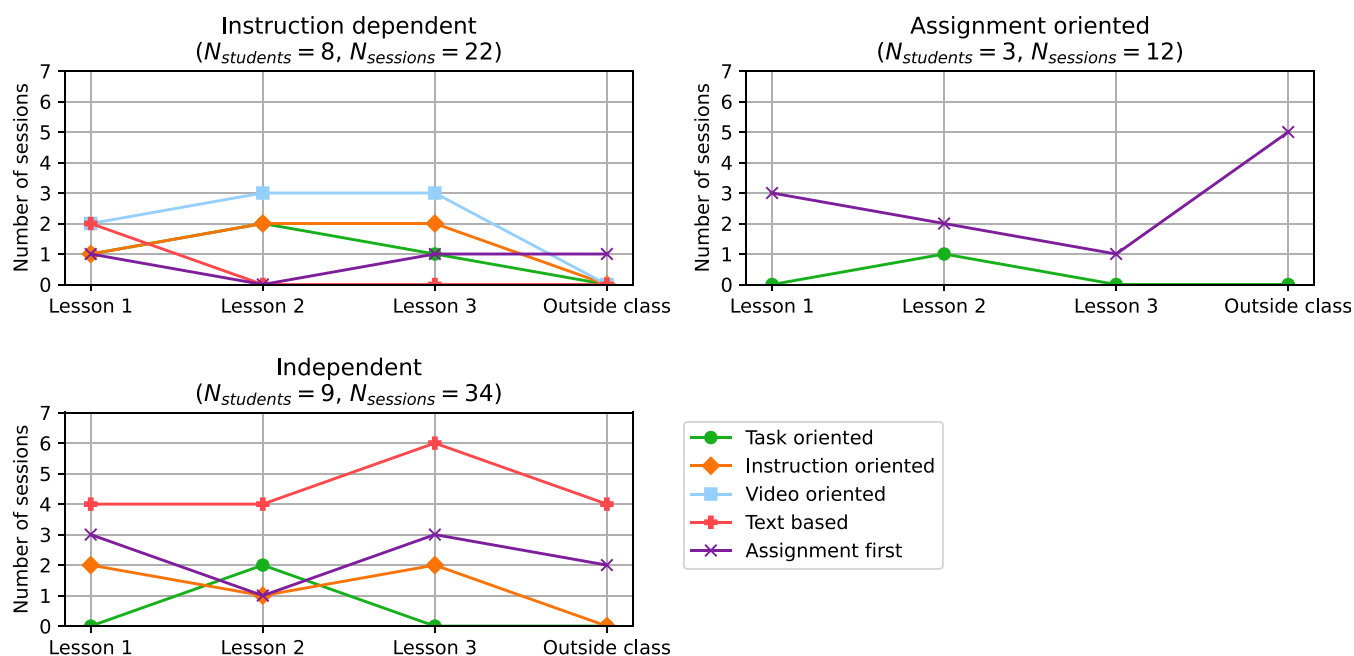 Instruction dependent
(N_students = 8, N_sessions = 22)
Number of sessions
7
6
5
4
3
2
1
0
Lesson 1 Lesson 2 Lesson 3 Outside class
Assignment oriented
(N_students = 3, N_sessions = 12)
Number of sessions
7
6
5
4
3
2
1
0
Lesson 1 Lesson 2 Lesson 3 Outside class
Independent
(N_students = 9, N_sessions = 34)
Number of sessions
7
6
5
4
3
2
1
0
Lesson 1 Lesson 2 Lesson 3 Outside class
Task oriented
Instruction oriented
Video oriented
Text based
Assignment first